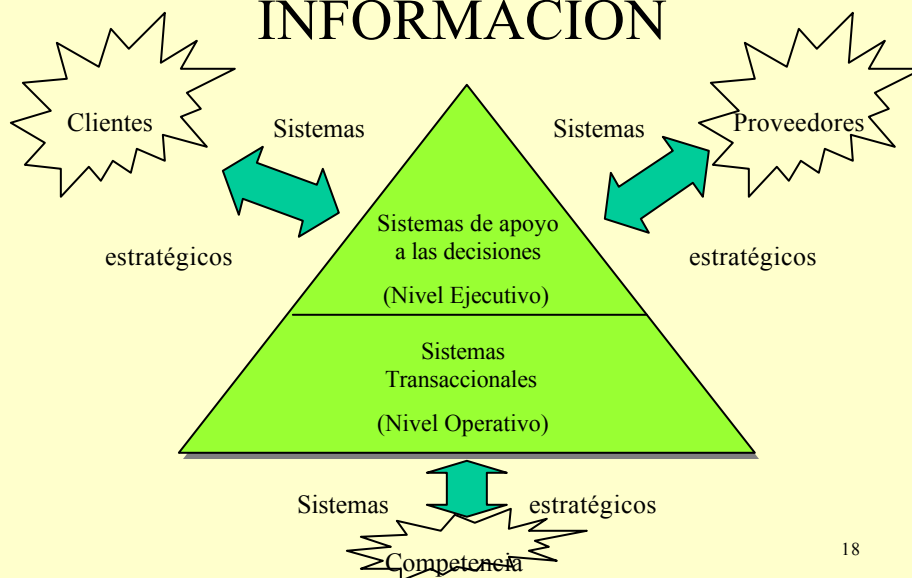 INFORMACIÓN
Clientes
Sistemas
Sistemas
Proveedores
Sistemas de apoyo
a las decisiones
(Nivel Ejecutivo)
estratégicos
estratégicos
Sistemas
Transaccionales
(Nivel Operativo)
Sistemas
estratégicos
Competencia
18